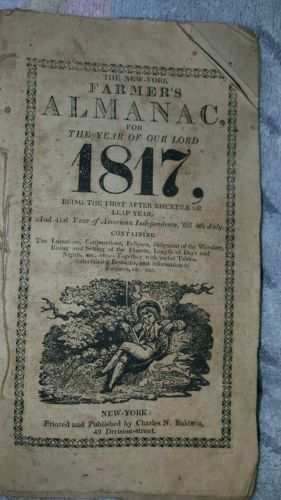 THE NEW-YORK
FARMER'S
ALMANAC,
FOR
THE YEAR OF OUR LORD
1817.
BEING THE FIRST AFTER BISEXTILE OR
LEAP YEAR,
And 41st Year of American Independence, 'till 4th July.
CONTAINING
The Lunations, Conjunctions, Eclipses, Judgment of the Weather,
Rising and Setting of the Planets, Length of Days and
Nights, etc. etc.—Together with useful Tables,
Entertaining Remarks, and information to
Farmers, etc. etc.
NEW-YORK:
Printed and Published by Charles N. Baldwin,
49 Division-street.